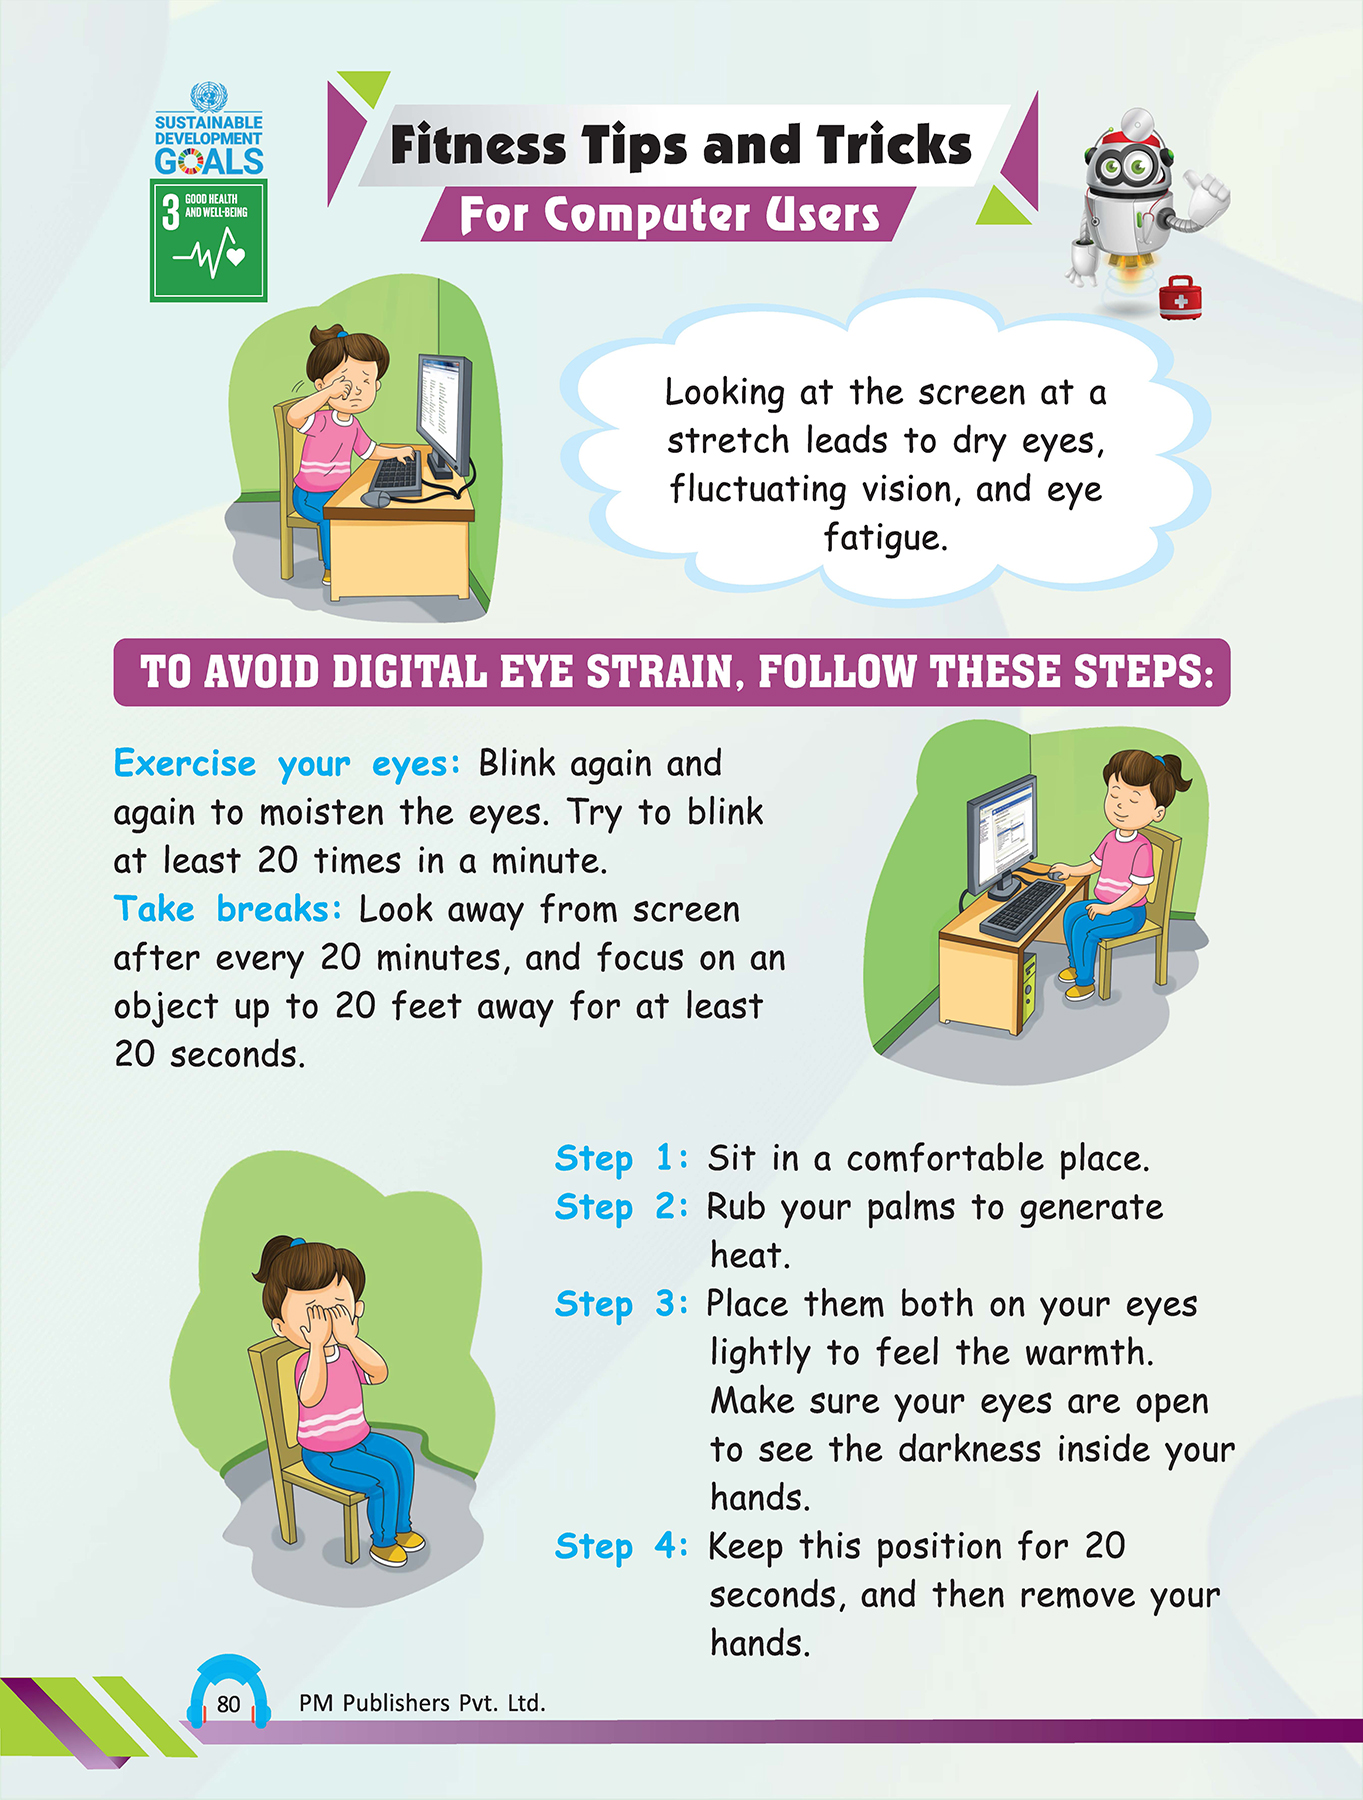 SUSTAINABLE
DEVELOPMENT
GOALS
3 GOOD HEALTH
AND WELL-BEING
Fitness Tips and Tricks
For Computer Users
Looking at the screen at a
stretch leads to dry eyes,
fluctuating vision, and eye
fatigue.
TO AVOID DIGITAL EYE STRAIN, FOLLOW THESE STEPS:
Exercise your eyes: Blink again and
again to moisten the eyes. Try to blink
at least 20 times in a minute.
Take breaks: Look away from screen
after every 20 minutes, and focus on an
object up to 20 feet away for at least
20 seconds.
Step 1: Sit in a comfortable place.
Step 2: Rub your palms to generate
heat.
Step 3: Place them both on your eyes
lightly to feel the warmth.
Make sure your eyes are open
to see the darkness inside your
hands.
Step 4: Keep this position for 20
seconds, and then remove your
hands.
80 PM Publishers Pvt. Ltd.